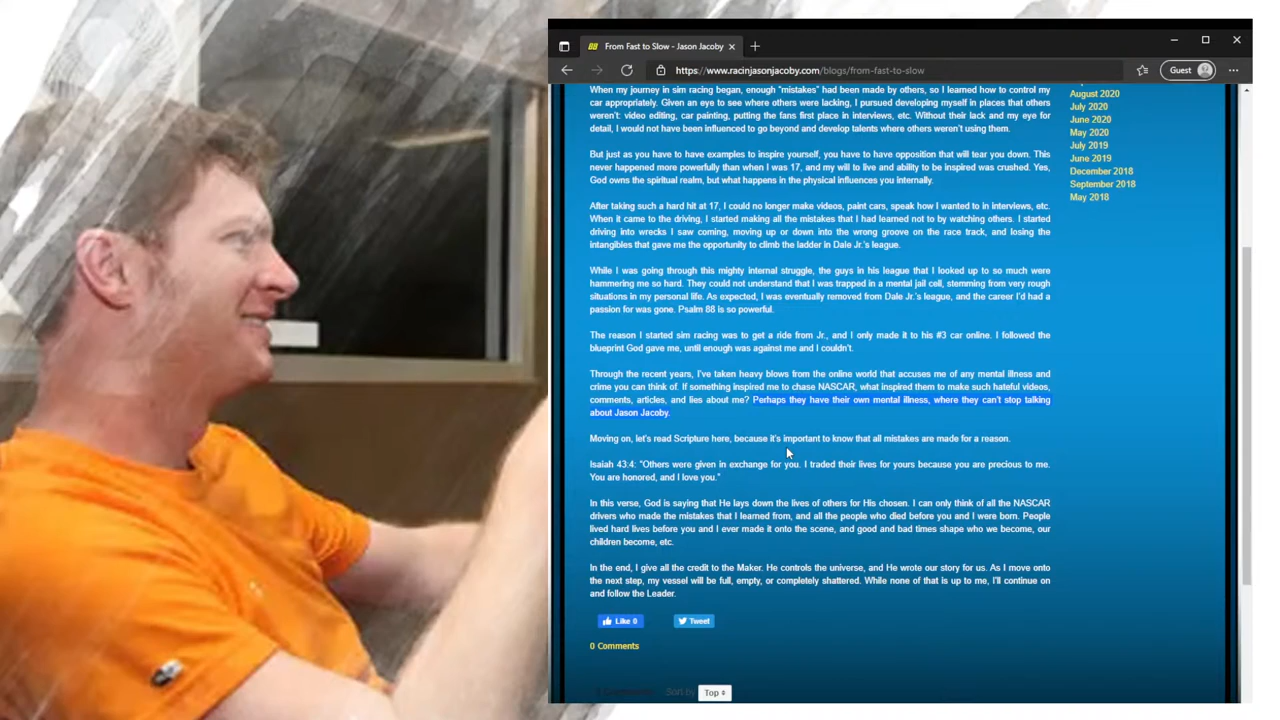 From Fast to Slow - Jason Jacoby
https://www.racinjasonjacoby.com/blogs/from-fast-to-slow
Guest
When my journey in sim racing began, enough "mistakes" had been made by others, so I learned how to control my
car appropriately. Given an eye to see where others were lacking, I pursued developing myself in places that others
weren't: video editing, car painting, putting the fans first place in interviews, etc. Without their lack and my eye for
detail, I would not have been influenced to go beyond and develop talents where others weren't using them.
But just as you have to have examples to inspire yourself, you have to have opposition that will tear you down. This
never happened more powerfully than when I was 17, and my will to live and ability to be inspired was crushed. Yes,
God owns the spiritual realm, but what happens in the physical influences you internally.
After taking such a hard hit at 17, I could no longer make videos, paint cars, speak how I wanted to in interviews, etc.
When it came to the driving, I started making all the mistakes that I had learned not to by watching others. I started
driving into wrecks I saw coming, moving up or down into the wrong groove on the race track, and losing the
intangibles that gave me the opportunity to climb the ladder in Dale Jr.'s league.
While I was going through this mighty internal struggle, the guys in his league that I looked up to so much were
hammering me so hard. They could not understand that I was trapped in a mental jail cell, stemming from very rough
situations in my personal life. As expected, I was eventually removed from Dale Jr.'s league, and the career I'd had a
passion for was gone. Psalm 88 is so powerful.
The reason I started sim racing was to get a ride from Jr., and I only made it to his #3 car online. I followed the
blueprint God gave me, until enough was against me and I couldn't.
Through the recent years, I've taken heavy blows from the online world that accuses me of any mental illness and
crime you can think of. If something inspired me to chase NASCAR, what inspired them to make such hateful videos,
comments, articles, and lies about me? Perhaps they have their own mental illness, where they can't stop talking
about Jason Jacoby.
Moving on, let's read Scripture here, because it's important to know that all mistakes are made for a reason.
Isaiah 43:4: "Others were given in exchange for you. I traded their lives for yours because you are precious to me.
You are honored, and I love you."
In this verse, God is saying that He lays down the lives of others for His chosen. I can only think of all the NASCAR
drivers who made the mistakes that I learned from, and all the people who died before you and I were born. People
lived hard lives before you and I ever made it onto the scene, and good and bad times shape who we become, our
children become, etc.
In the end, I give all the credit to the Maker. He controls the universe, and He wrote our story for us. As I move onto
the next step, my vessel will be full, empty, or completely shattered. While none of that is up to me, I'll continue on
and follow the Leader.
Like 0
Tweet
0 Comments
Comments
Sort by
Top
August 2020
July 2020
June 2020
May 2020
July 2019
June 2019
December 2018
September 2018
May 2018